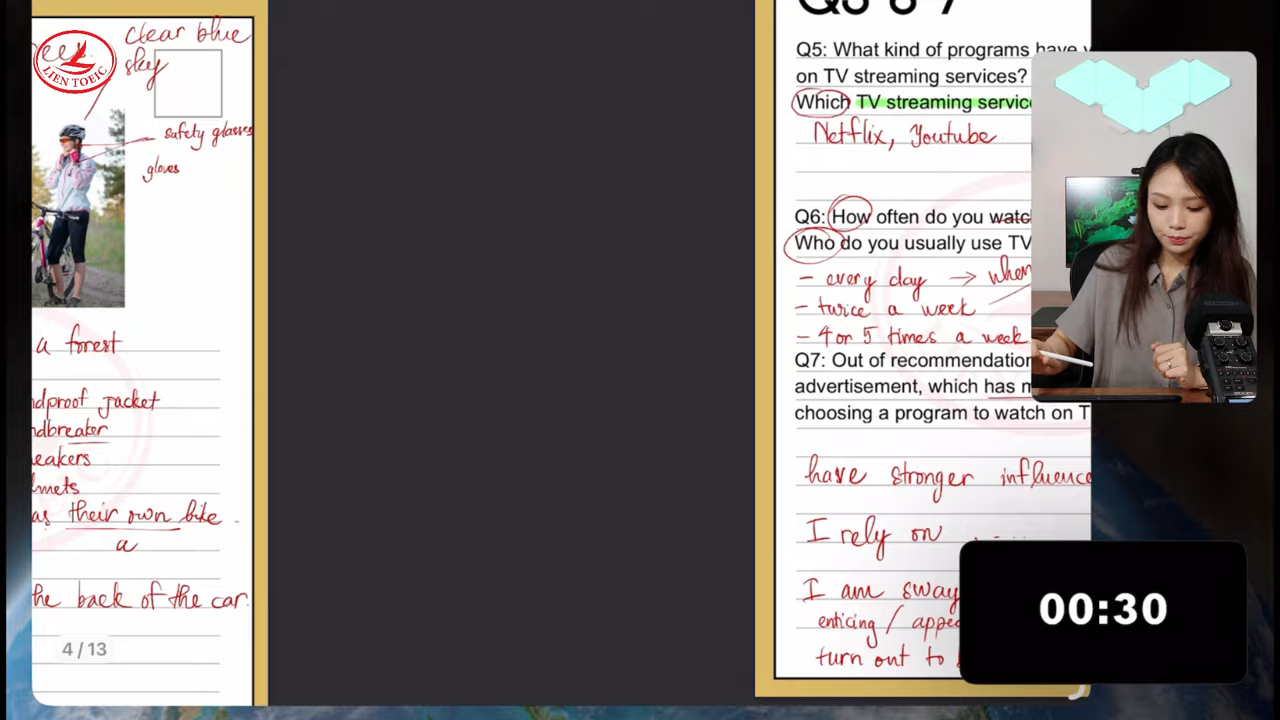 clear blue
sky
LIEN TOEIC
safety glasses
gloves
a forest
ndproof jacket
ndbreaker
eakers
lmets
as their own bike
a
he back of the car.
4 / 13
Q5 6 7
Q5: What kind of programs have
on TV streaming services?
Which TV streaming servic
Netflix, Youtube
Q6: How often do you watc
Who do you usually use TV
- every day → when
- twice a week
- 4 or 5 times a week
Q7: Out of recommendation
advertisement, which has m
choosing a program to watch on T
have stronger influence
I rely on ....
I am sway
enticing / appe
turn out to
00:30